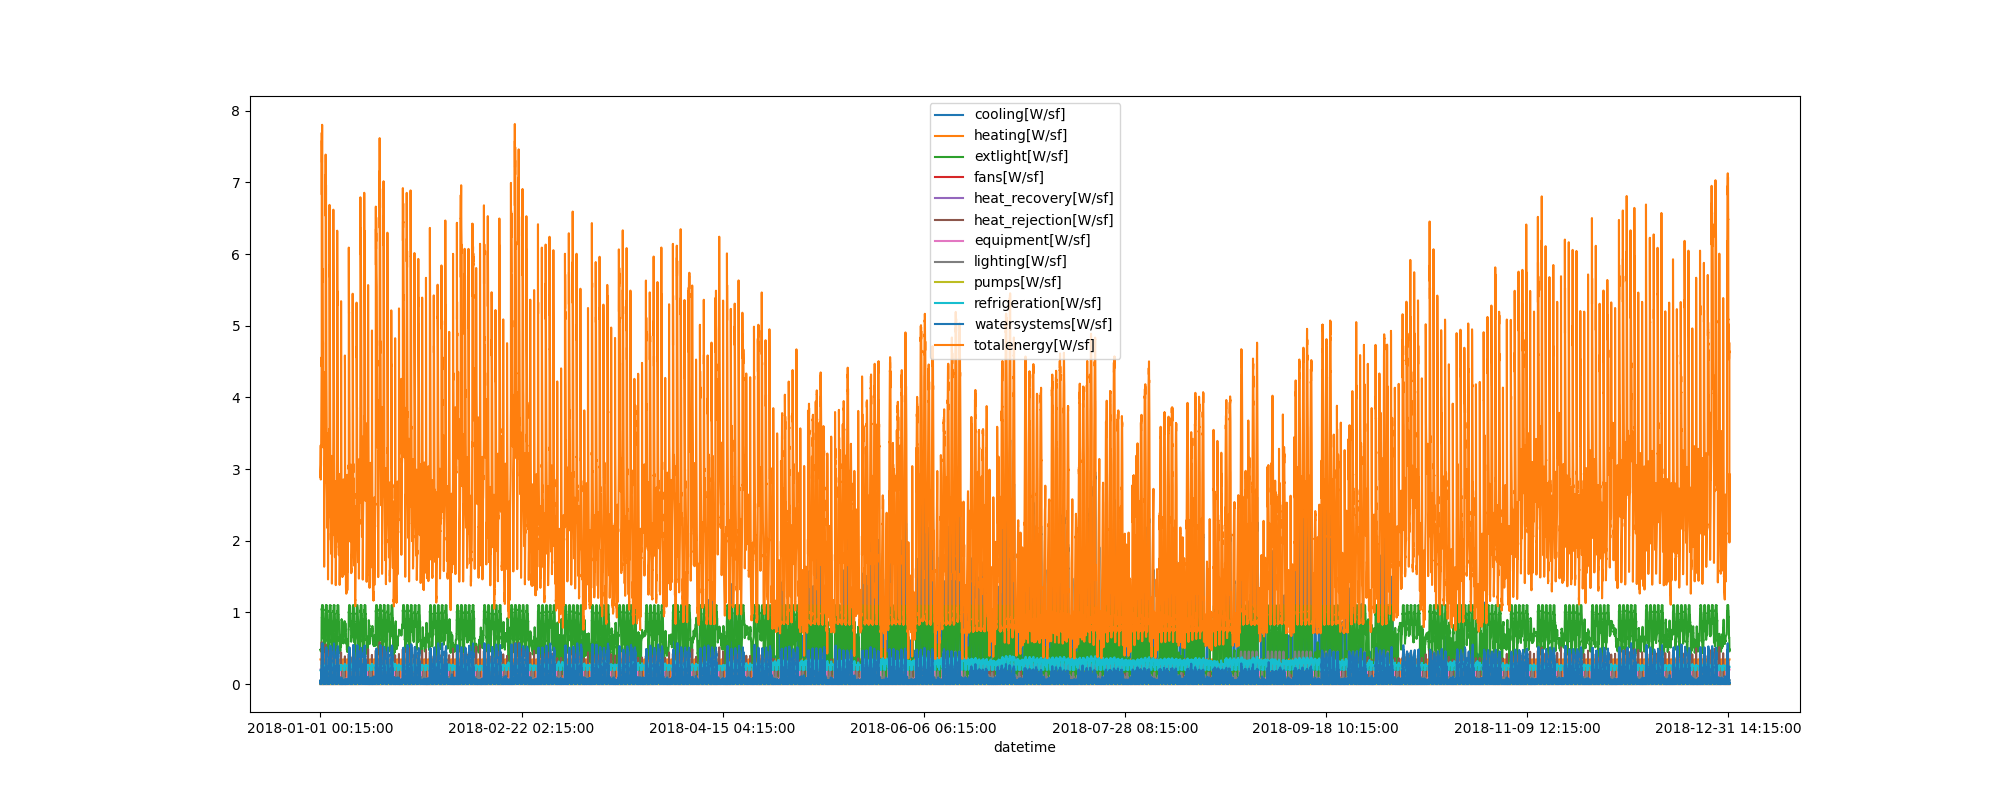 8
7
6
5
4
3
2
1
0
cooling[W/sf]
heating[W/sf]
extlight[W/sf]
fans[W/sf]
heat_recovery[W/sf]
heat_rejection[W/sf]
equipment[W/sf]
lighting[W/sf]
pumps[W/sf]
refrigeration[W/sf]
watersystems[W/sf]
totalenergy[W/sf]
2018-01-01 00:15:00 2018-02-22 02:15:00 2018-04-15 04:15:00 2018-06-06 06:15:00 2018-07-28 08:15:00 2018-09-18 10:15:00 2018-11-09 12:15:00 2018-12-31 14:15:00
datetime